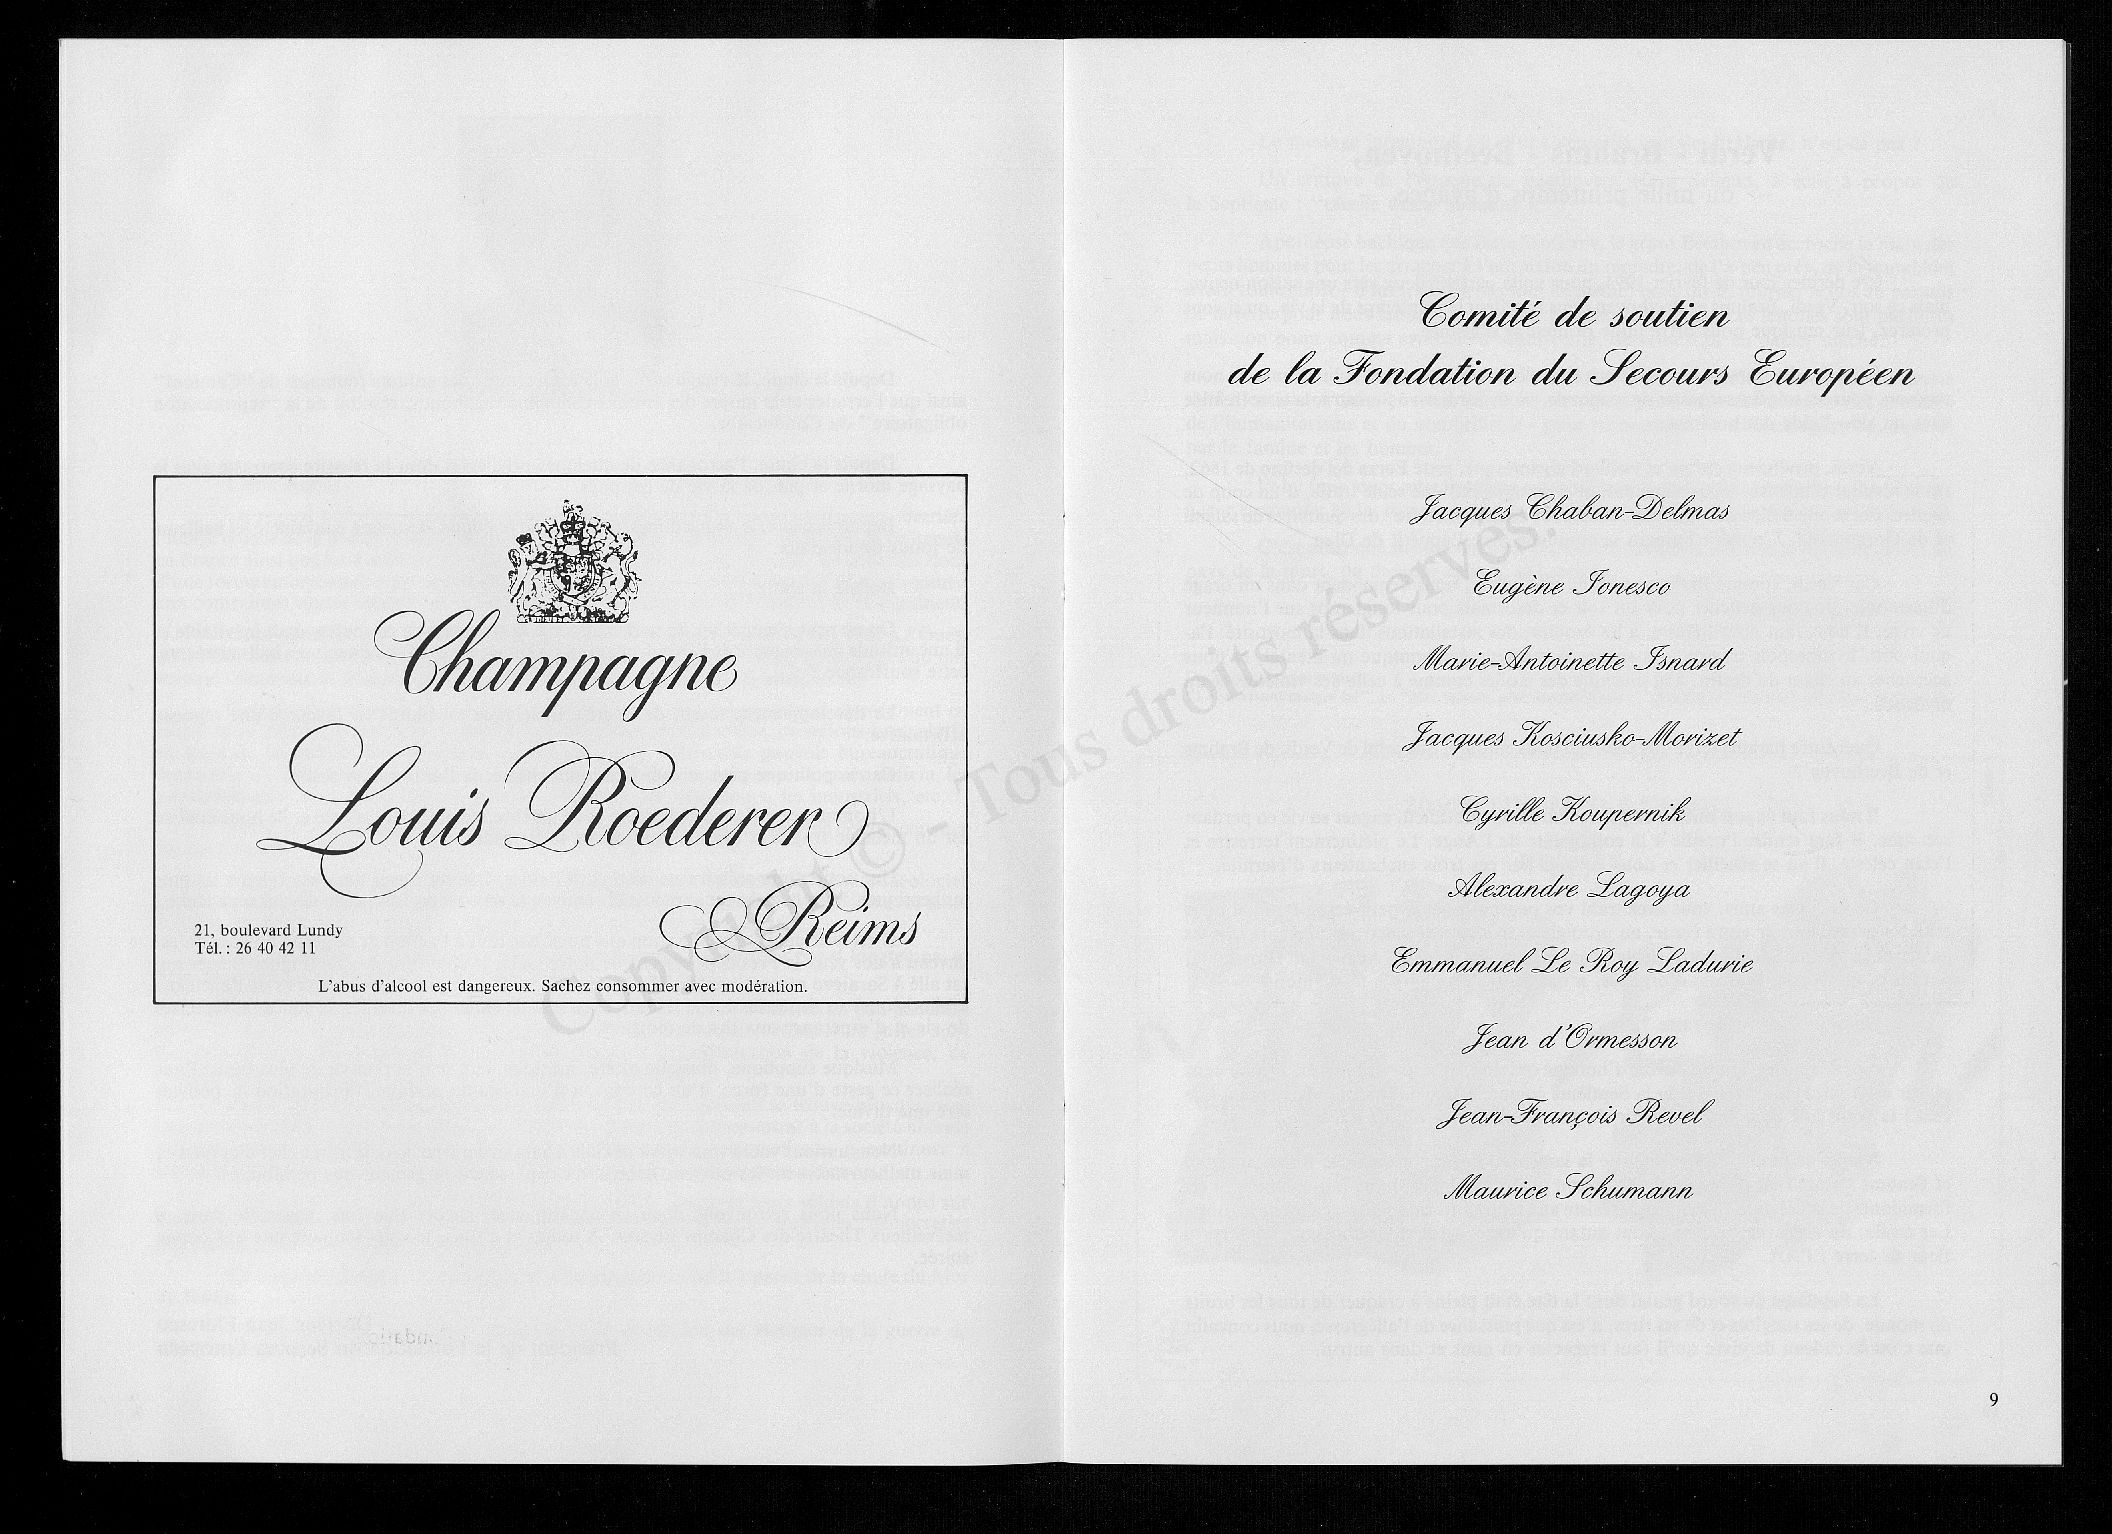 Champagne
Louis Roederer
Reims
21, boulevard Lundy
Tél. : 26 40 42 11
L'abus d'alcool est dangereux. Sachez consommer avec modération.
Comité de soutien
de la Fondation du Secours Européen
Jacques Chaban-Delmas
Eugène Ionesco
Marie-Antoinette Isnard
Jacques Kosciusko-Morizet
Cyrille Koupernik
Alexandre Lagoya
Emmanuel Le Roy Ladurie
Jean d'Ormesson
Jean-François Revel
Maurice Schumann
9
Copyright © - Tous droits réservés.